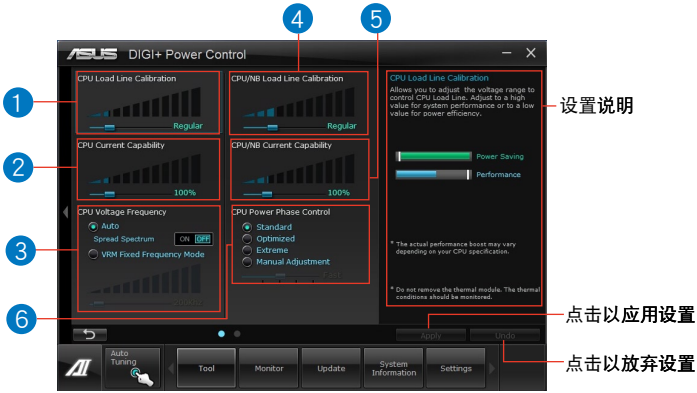 4
5
ASUS DIGI+ Power Control
1
CPU Load Line Calibration
Regular
CPU/NB Load Line Calibration
Regular
CPU Load Line Calibration
Allows you to adjust the voltage range to
control CPU Load Line. Adjust to a high
value for system performance or to a low
value for power efficiency.
设置说明
2
CPU Current Capability
100%
CPU/NB Current Capability
100%
Power Saving
Performance
3
CPU Voltage Frequency
Auto
Spread Spectrum ON OFF
VRM Fixed Frequency Mode
CPU Power Phase Control
Standard
Optimized
Extreme
Manual Adjustment
Fast
* The actual performance boost may vary
depending on your CPU specification.
* Do not remove the thermal module. The thermal
conditions should be monitored.
6
Apply
Undo
点击以应用设置
点击以放弃设置
Auto
Tuning
Tool
Monitor
Update
System
Information
Settings